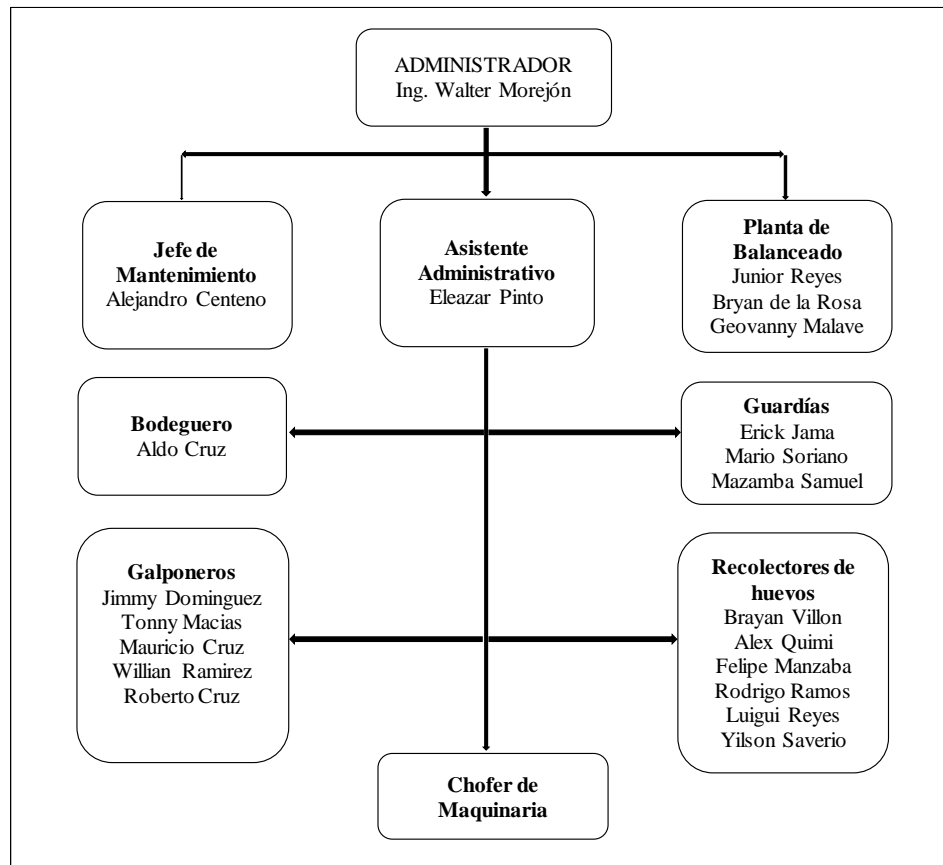 ADMINISTRADOR
Ing. Walter Morejón
Jefe de
Mantenimiento
Alejandro Centeno
Asistente
Administrativo
Eleazar Pinto
Planta de
Balanceado
Junior Reyes
Bryan de la Rosa
Geovanny Malave
Bodeguero
Aldo Cruz
Guardías
Erick Jama
Mario Soriano
Mazamba Samuel
Galponeros
Jimmy Dominguez
Tonny Macias
Mauricio Cruz
Willian Ramirez
Roberto Cruz
Recolectores de
huevos
Brayan Villon
Alex Quimi
Felipe Manzaba
Rodrigo Ramos
Luigui Reyes
Yilson Saverio
Chofer de
Maquinaria